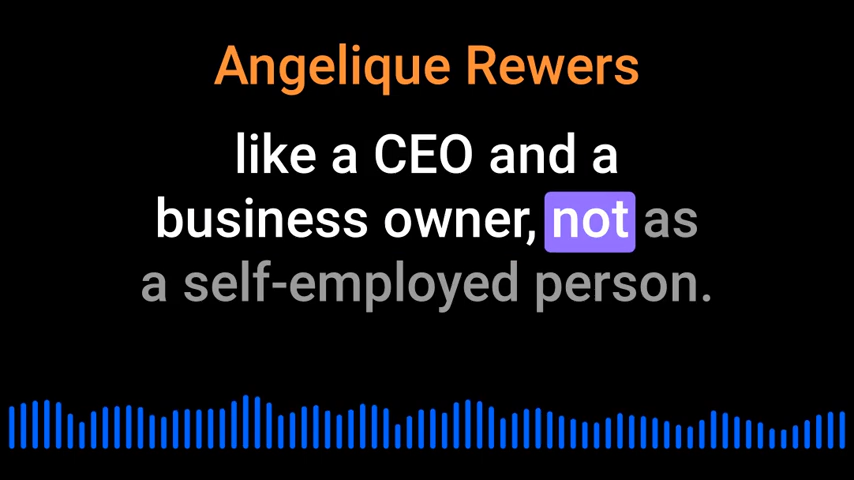 Angelique Rewers
like a CEO and a
business owner, not as
a self-employed person.